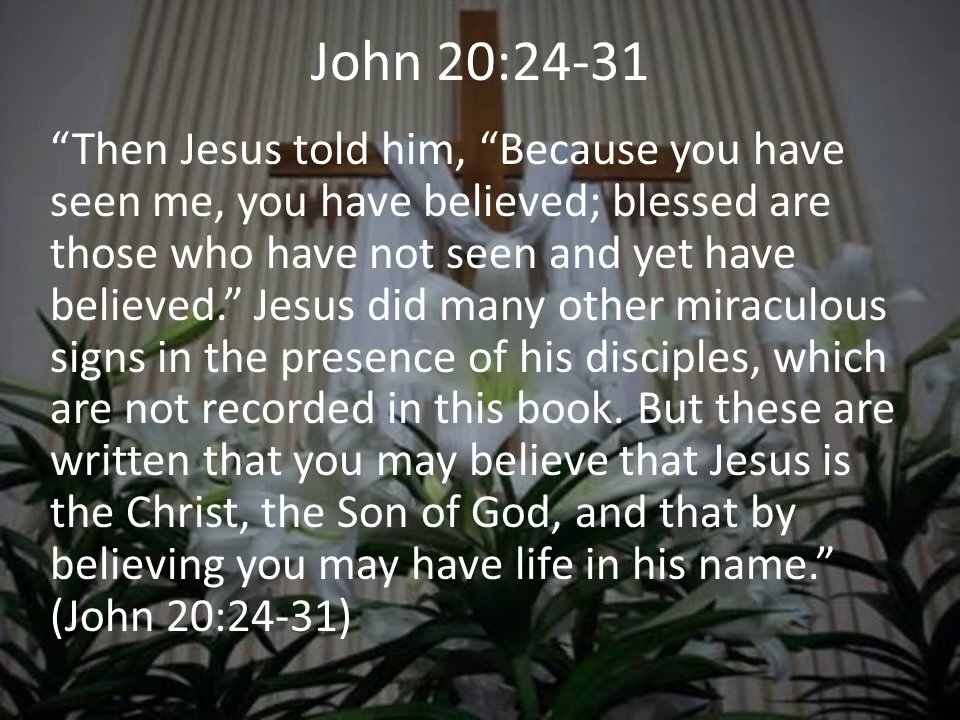 John 20:24-31
“Then Jesus told him, “Because you have
seen me, you have believed; blessed are
those who have not seen and yet have
believed.” Jesus did many other miraculous
signs in the presence of his disciples, which
are not recorded in this book. But these are
written that you may believe that Jesus is
the Christ, the Son of God, and that by
believing you may have life in his name.”
(John 20:24-31)